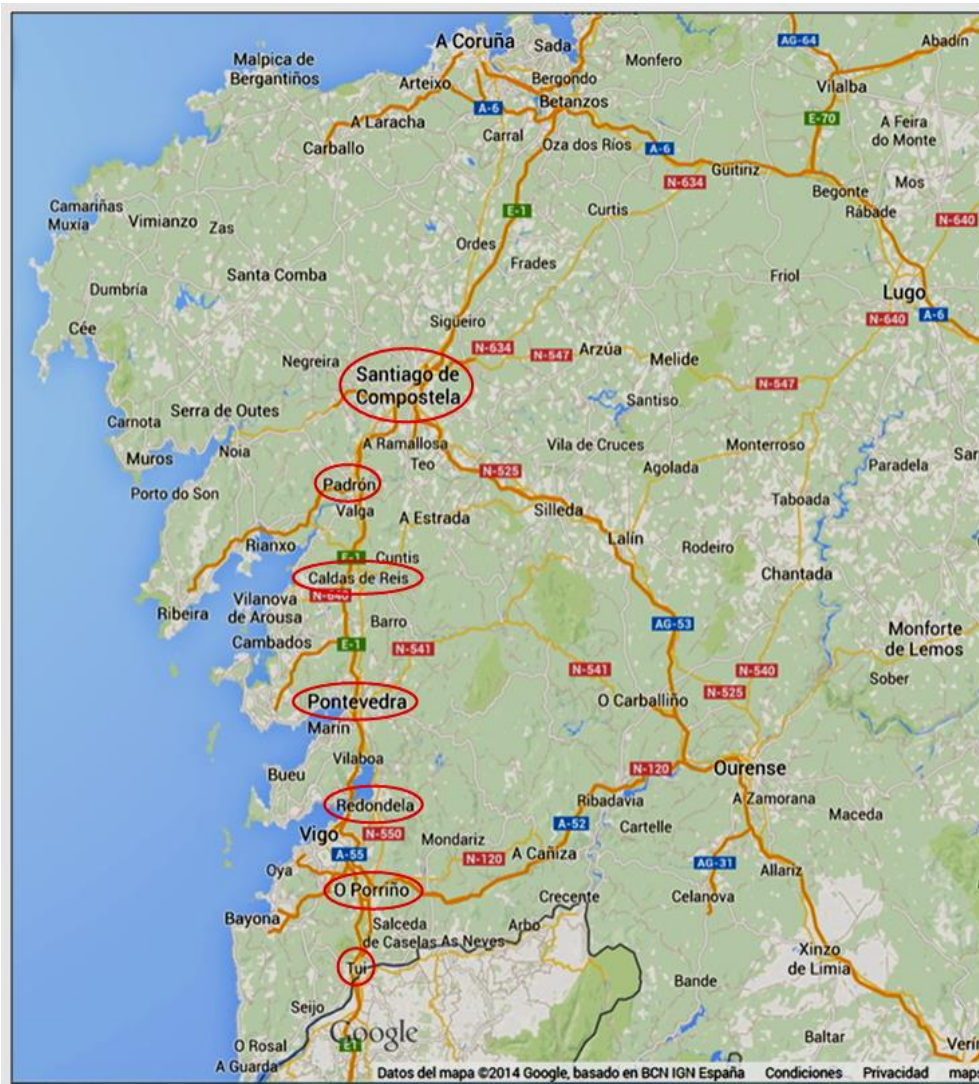 A Coruña
Sada
Monfero
AG-64
Abadín
Malpica de
Bergantiños
Arteixo
Bergondo
Vilalba
Betanzos
A-6
A Laracha
Carral
E-70
A Feira
do Monte
Carballo
Oza dos Ríos
A-6
Guitiriz
N-634
Mos
Begonte
Camariñas
Muxía
Vimianzo
Zas
E-1
Curtis
Rábade
N-640
Ordes
Frades
Santa Comba
Friol
Dumbría
Lugo
Cée
Sigüeiro
N-640
A-6
Negreira
N-634
N-547
Arzúa
Melide
Santiago de
Compostela
N-547
Santiso
Carnota
Serra de Outes
Noia
A Ramallosa
Vila de Cruces
Monterroso
Muros
Teo
N-525
Agolada
Paradela
Sar
Porto do Son
Padrón
Valga
A Estrada
Silleda
Taboada
Rianxo
Lalín
Rodeiro
E-1
Cuntis
Caldas de Reis
Chantada
Ribeira
Vilanova
de Arousa
N-640
Barro
AG-53
Monforte
de Lemos
Cambados
E-1
N-541
N-541
N-540
Sober
Pontevedra
O Carballiño
N-525
Marín
Vilaboa
Bueu
N-120
Ourense
Redondela
Ribadavia
A Zamorana
Maceda
Vigo
N-550
Mondariz
A-52
Cartelle
A-55
N-120
A Cañiza
AG-31
Allariz
Oya
O Porriño
Crecente
Celanova
Bayona
Salceda
de Caselas
As Neves
Arbo
Xinzo
de Limia
Tui
Bande
Seijo
Google
Baltar
O Rosal
E1
Verín
A Guarda
Datos del mapa ©2014 Google, basado en BCN IGN España
Condiciones
Privacidad
maps